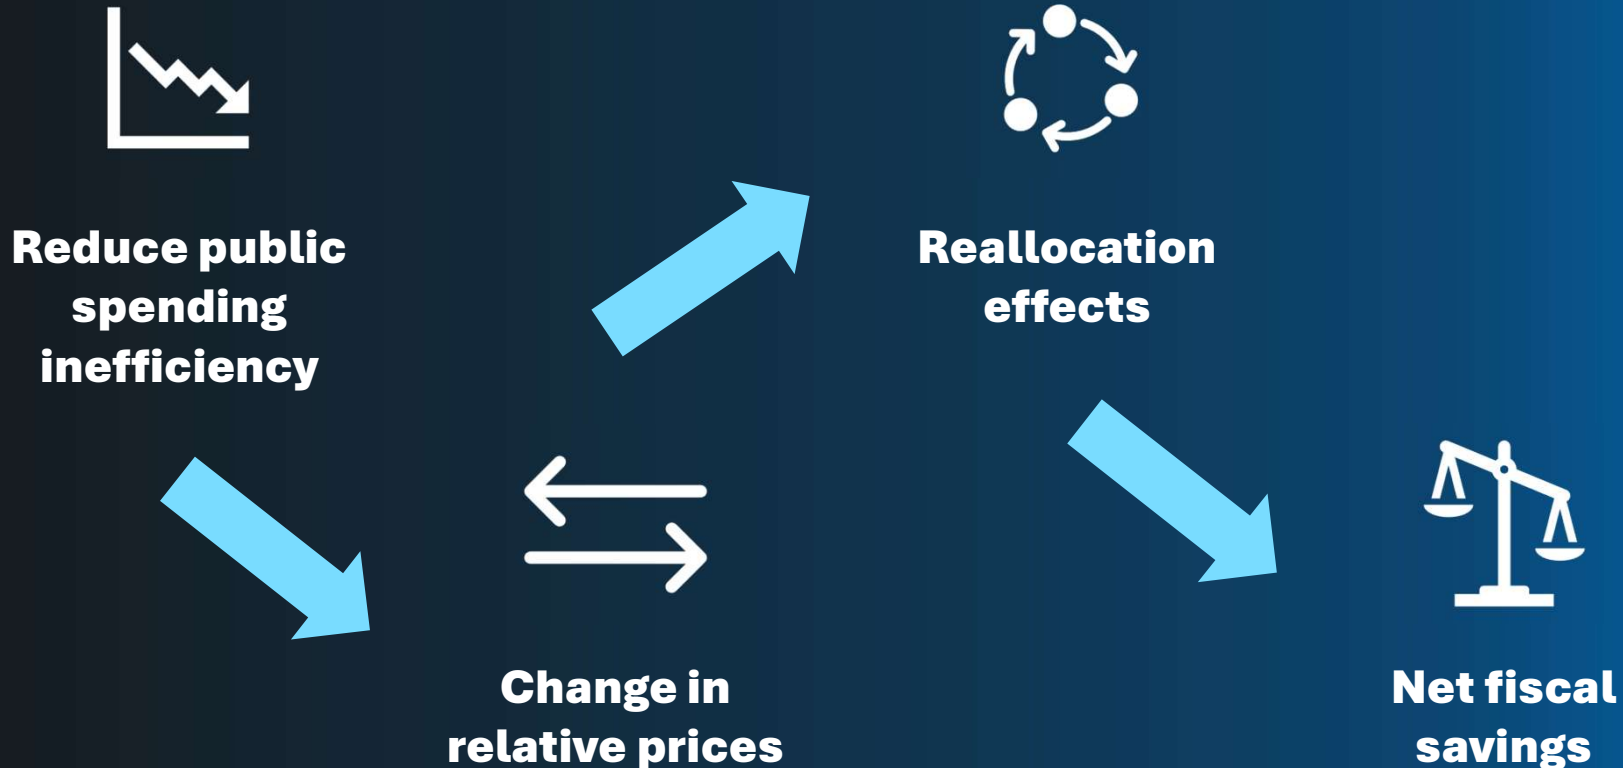 Reduce public
spending
inefficiency
Change in
relative prices
Reallocation
effects
Net fiscal
savings